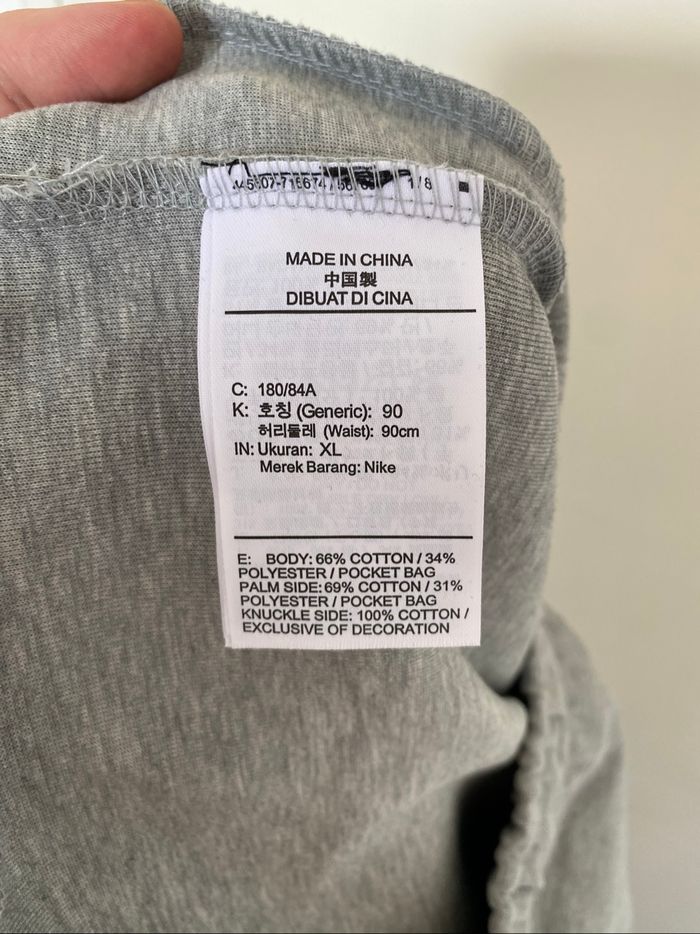 1/8
MADE IN CHINA
中国製
DIBUAT DI CINA
C: 180/84A
K: 호칭 (Generic): 90
허리둘레 (Waist): 90cm
IN: Ukuran: XL
Merek Barang: Nike
E: BODY: 66% COTTON / 34%
POLYESTER / POCKET BAG
PALM SIDE: 69% COTTON / 31%
POLYESTER / POCKET BAG
KNUCKLE SIDE: 100% COTTON /
EXCLUSIVE OF DECORATION